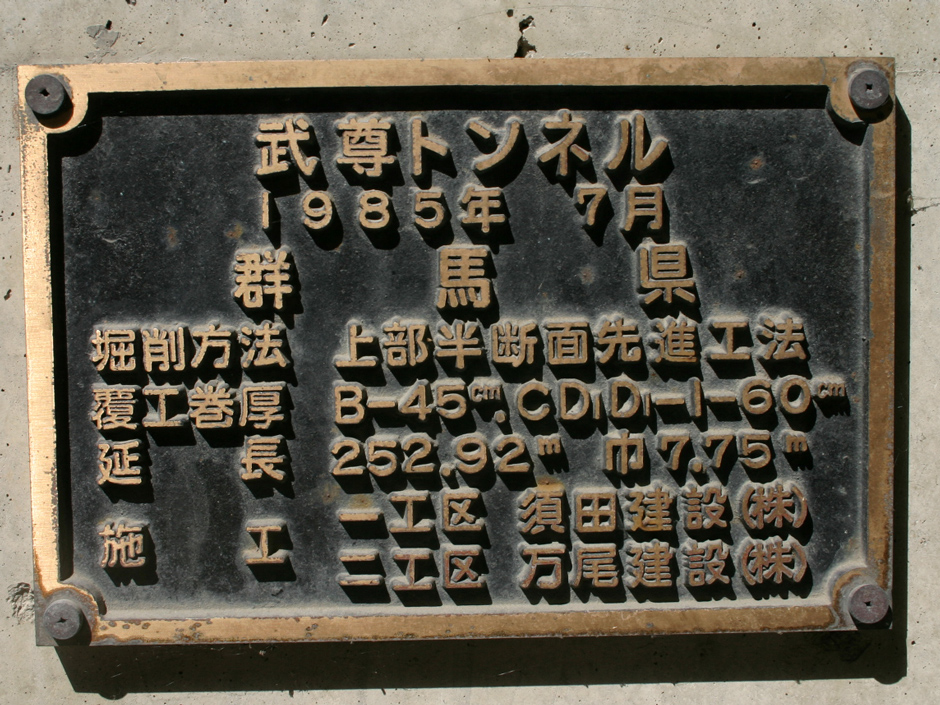 武尊トンネル
1985年 7月
群馬県
堀削方法 上部半断面先進工法
覆工巻厚 B-45cm.CD1D1-1-60cm
延長 252.92m 巾7.75m
施工 一工区 須田建設(株)
二工区 万尾建設(株)